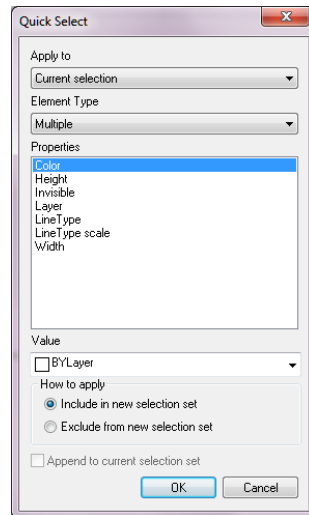 Quick Select
Apply to
Current selection
Element Type
Multiple
Properties
Color
Height
Invisible
Layer
LineType
LineType scale
Width
Value
BYLayer
How to apply
Include in new selection set
Exclude from new selection set
Append to current selection set
OK Cancel